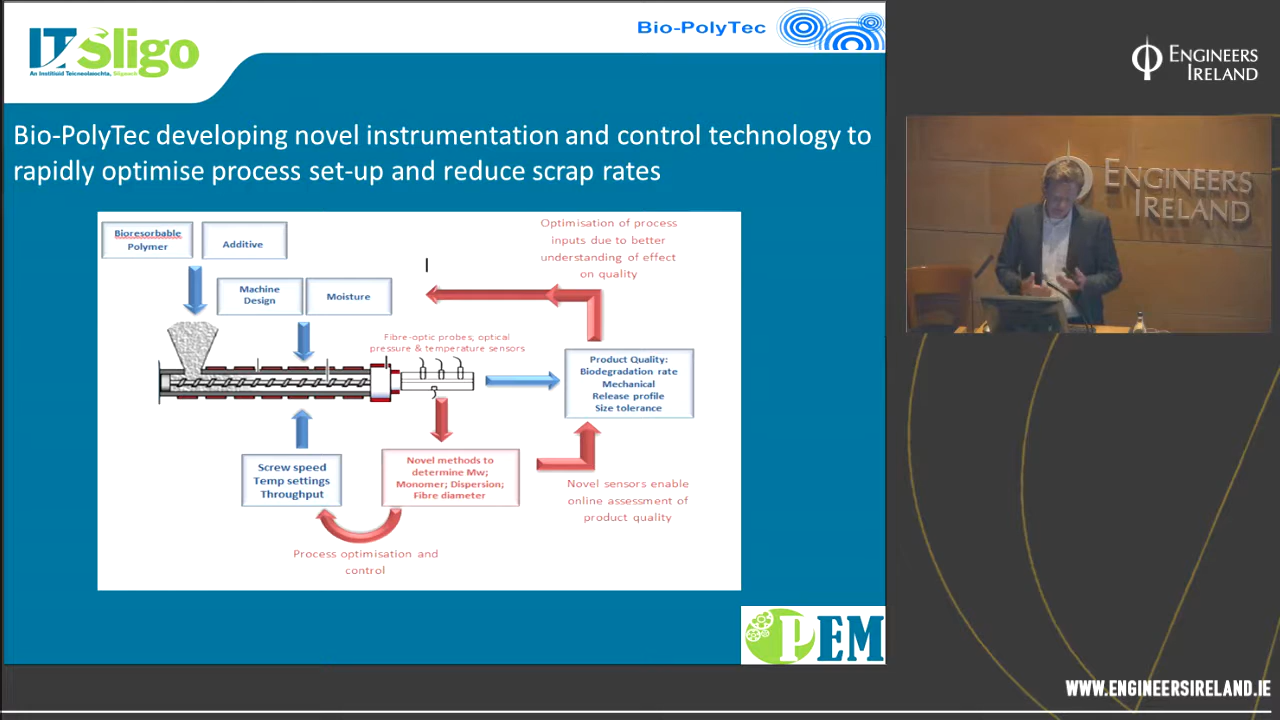 IT Sligo
An Institiúid Teicneolaíochta, Sligeach
Bio-PolyTec
ENGINEERS
IRELAND
Bio-PolyTec developing novel instrumentation and control technology to
rapidly optimise process set-up and reduce scrap rates
Bioresorbable
Polymer
Additive
Machine
Design
Moisture
Optimisation of process
inputs due to better
understanding of effect
on quality
Fibre-optic probes, optical
pressure & temperature sensors
Product Quality:
Biodegradation rate
Mechanical
Release profile
Size tolerance
Screw speed
Temp settings
Throughput
Novel methods to
determine Mw;
Monomer; Dispersion;
Fibre diameter
Novel sensors enable
online assessment of
product quality
Process optimisation and
control
PEM
ENGINEERS
IRELAND
WWW.ENGINEERSIRELAND.IE